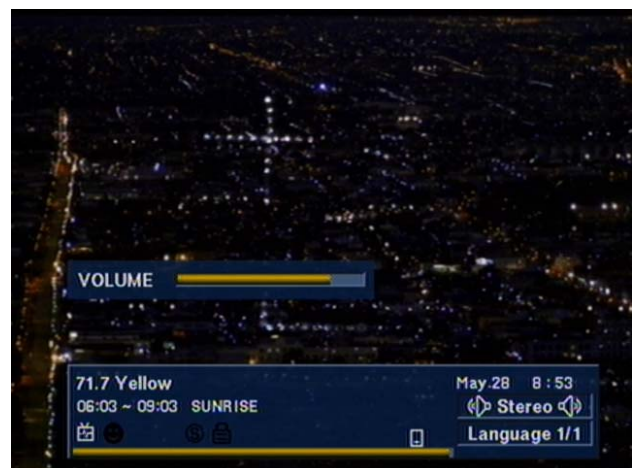 VOLUME
71.7 Yellow
May.28 8:53
06:03 ~ 09:03 SUNRISE
Stereo
Language 1/1